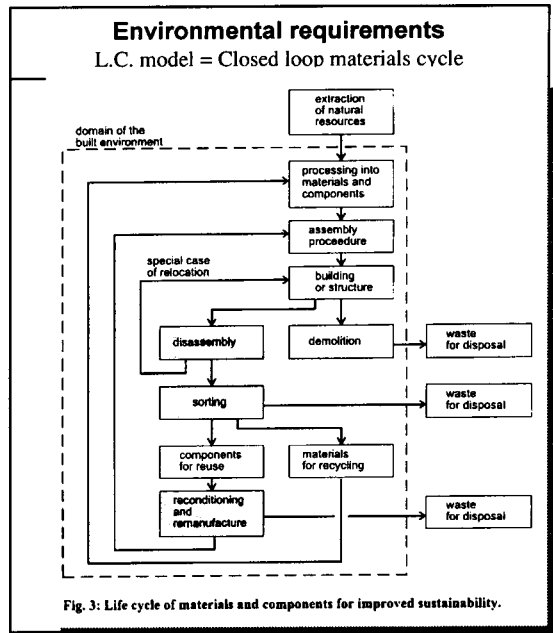 Environmental requirements
L.C. model = Closed loop materials cycle
extraction
of natural
resources
domain of the
built environment
processing into
materials and
components
assembly
proceedure
special case
of relocation
building
or structure
disassembly
demolition
waste
for disposal
sorting
waste
for disposal
components
for reuse
materials
for recycling
reconditioning
and
remanufacture
waste
for disposal
Fig. 3: Life cycle of materials and components for improved sustainability.